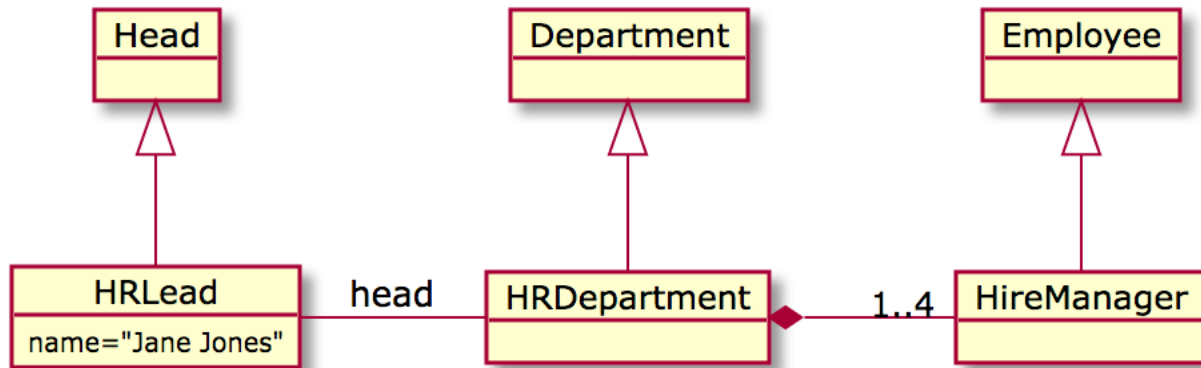 Head
Department
Employee
HRLead
name="Jane Jones"
head
HRDepartment
1..4
HireManager